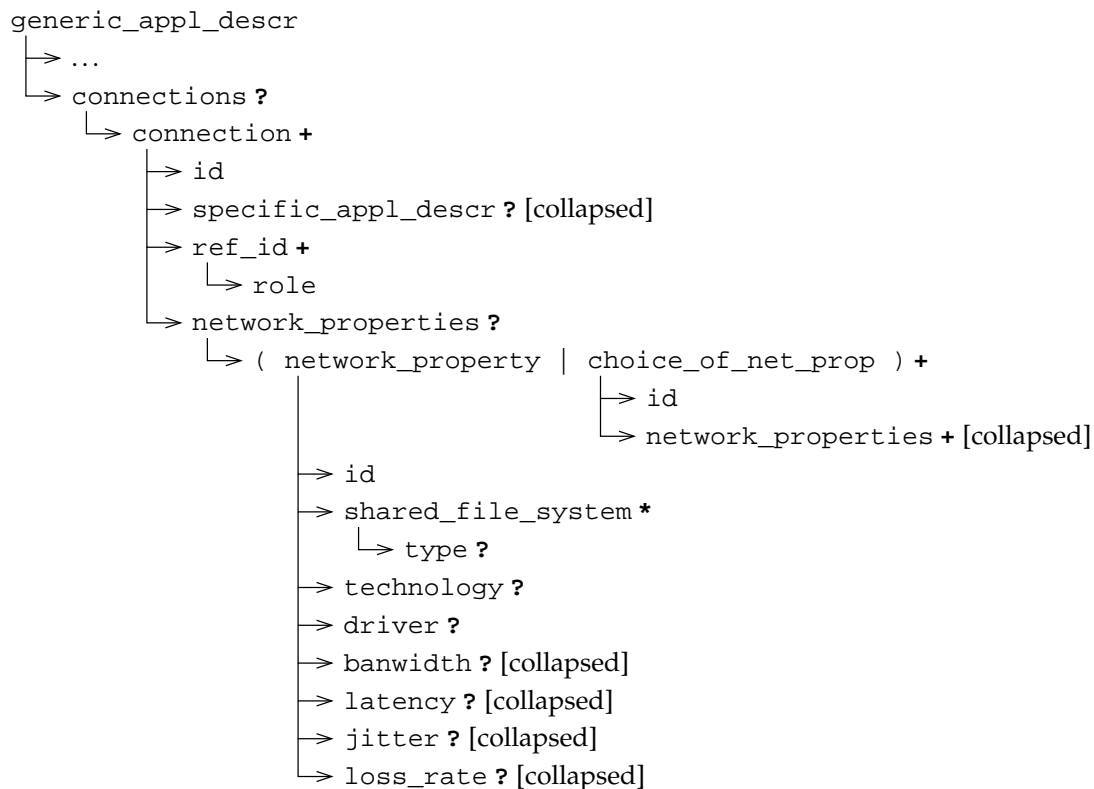 generic_appl_descr
...
connections ?
connection +
id
specific_appl_descr ? [collapsed]
ref_id +
role
network_properties ?
( network_property | choice_of_net_prop ) +
id
network_properties + [collapsed]
id
shared_file_system *
type ?
technology ?
driver ?
banwidth ? [collapsed]
latency ? [collapsed]
jitter ? [collapsed]
loss_rate ? [collapsed]